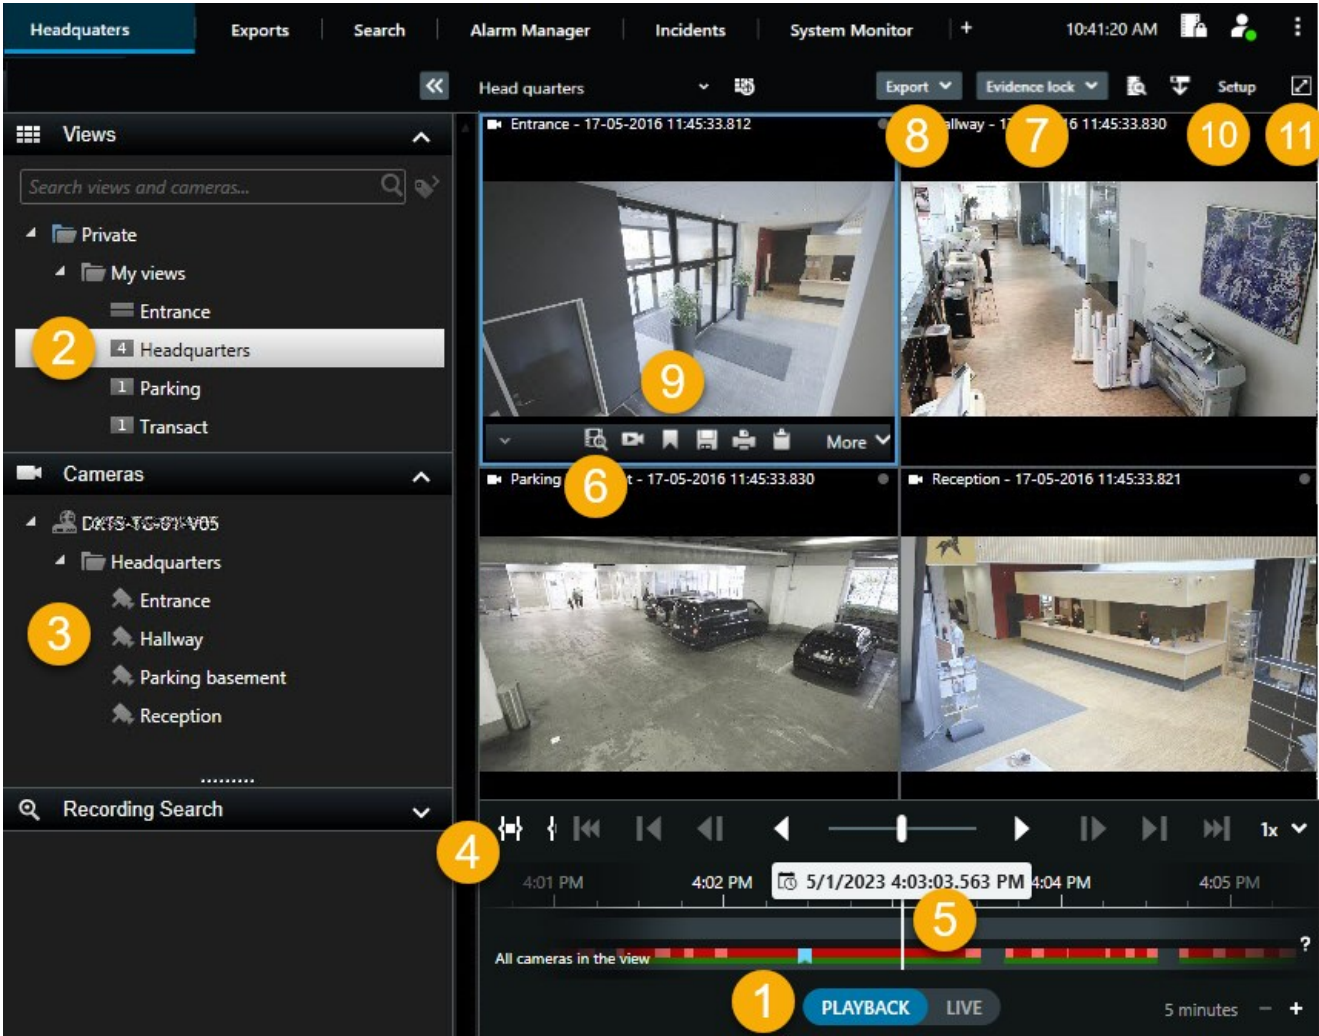 Headquaters Exports Search Alarm Manager Incidents System Monitor + 10:41:20 AM
Head quarters Export Evidence lock Setup
8 7 10 11
Views
Entrance - 17-05-2016 11:45:33.812
allway - 1 6 11:45:33.830
Search views and cameras...
Private
My views
Entrance
2 4 Headquarters
1 Parking
1 Transact
9
More
Cameras
Parking 6 t - 17-05-2016 11:45:33.830
Reception - 17-05-2016 11:45:33.821
Headquarters
Entrance
3 Hallway
Parking basement
Reception
Recording Search
4 1x
4:01 PM 4:02 PM 5/1/2023 4:03:03.563 PM 4:04 PM 4:05 PM
5
All cameras in the view ?
1 PLAYBACK LIVE 5 minutes - +